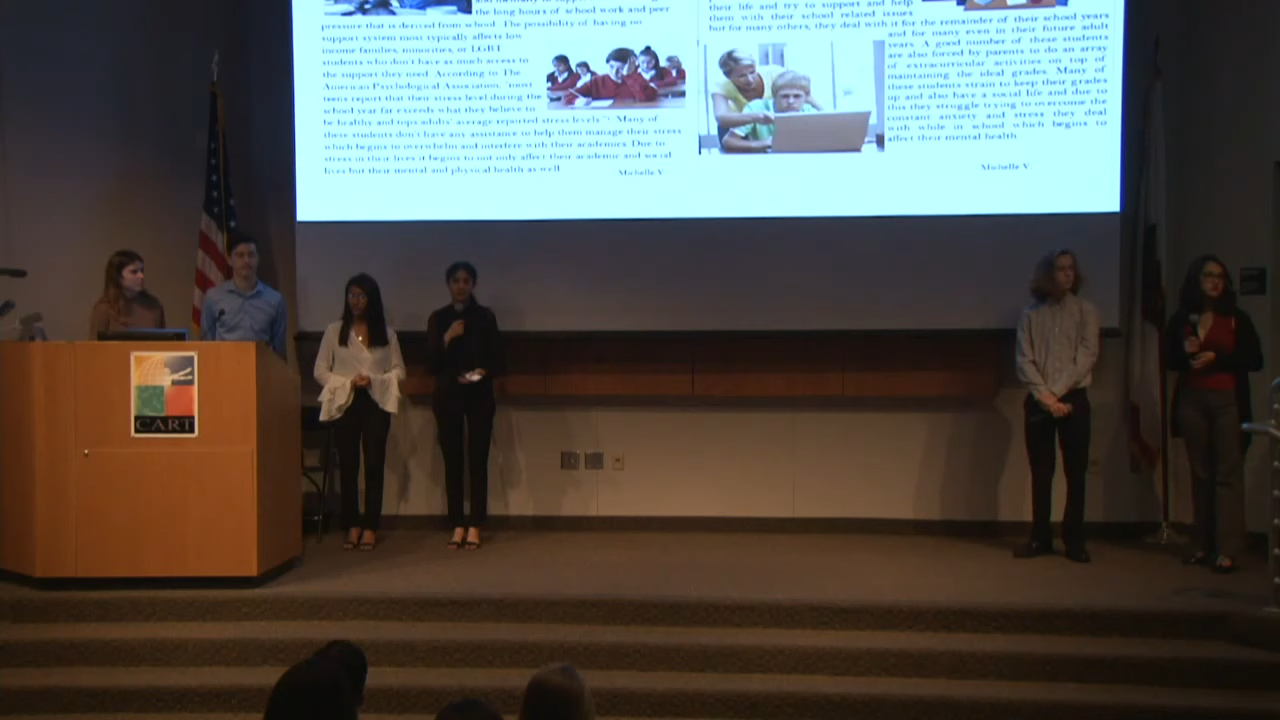 the long hours of school work and peer
pressure that is derived from school. The possibility of having no
support system most typically affects low
income families, minorities, or LGBT
students who don't have as much access to
the support they need. According to The
American Psychological Association, "most
teens report that their stress level during the
school year far exceeds what they believe to
be healthy and tops adults' average reported stress levels". Many of
these students don't have any assistance to help them manage their stress
which begins to overwhelm and interfere with their academics. Due to
stress in their lives it begins to not only affect their academic and social
lives but their mental and physical health as well.
Michelle V.
their life and try to support and help
them with their school related issues
but for many others, they deal with it for the remainder of their school years
and for many even in their future adult
years. A good number of these students
are also forced by parents to do an array
of extracurricular activities on top of
maintaining the ideal grades. Many of
these students strain to keep their grades
up and also have a social life and due to
this they struggle trying to overcome the
constant anxiety and stress they deal
with while in school which begins to
affect their mental health.
Michelle V.
CART